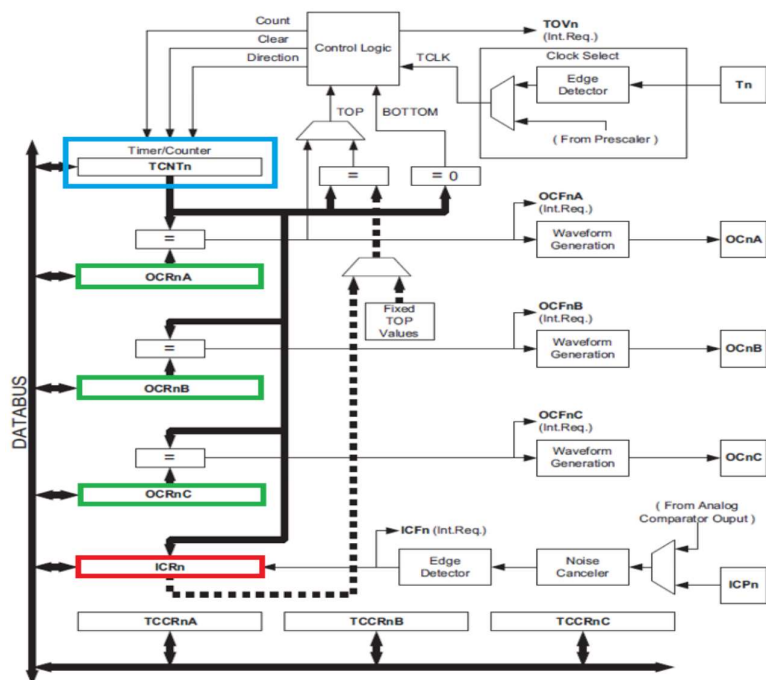 Count
Clear
Direction
Control Logic
TOVn
(Int.Req.)
Clock Select
TCLK
Edge
Detector
Tn
( From Prescaler )
TOP
BOTTOM
Timer/Counter
TCNTn
=
= 0
=
OCRnA
OCFnA
(Int.Req.)
Waveform
Generation
OCnA
Fixed
TOP
Values
=
OCRnB
OCFnB
(Int.Req.)
Waveform
Generation
OCnB
DATABUS
=
OCRnC
OCFnC
(Int.Req.)
Waveform
Generation
OCnC
( From Analog
Comparator Ouput )
ICFn (Int.Req.)
ICRn
Edge
Detector
Noise
Canceler
ICPn
TCCRnA
TCCRnB
TCCRnC